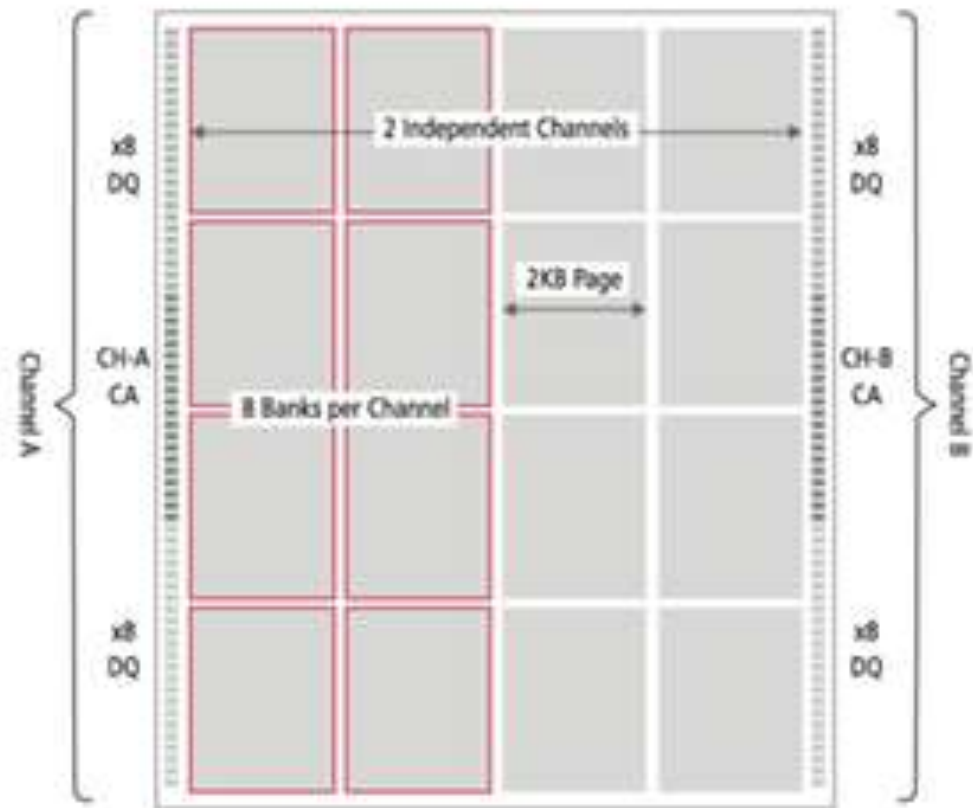 2 Independent Channels
x8
DQ
x8
DQ
2KB Page
Channel A
CH-A
CA
8 Banks per Channel
CH-B
CA
Channel B
x8
DQ
x8
DQ